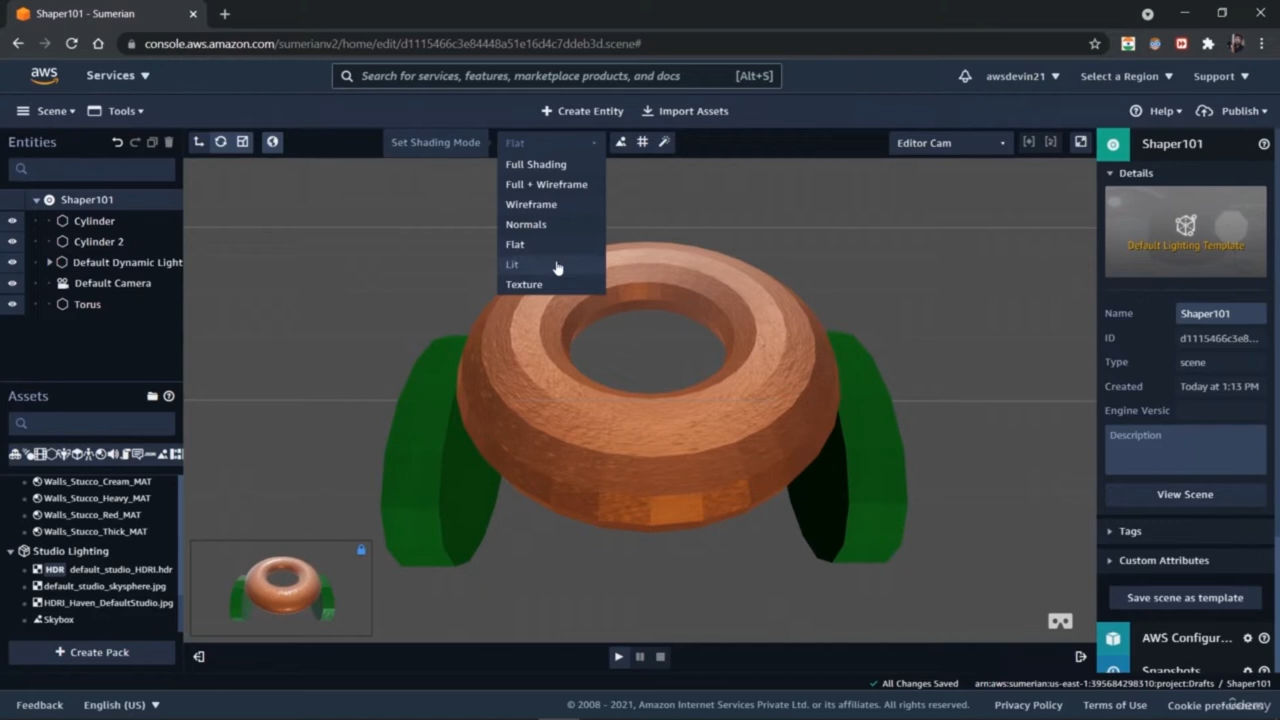 Shaper101 - Sumerian
console.aws.amazon.com/sumerianv2/home/edit/d1115466c3e84448a51e16d4c7ddeb3d.scene#
aws Services Search for services, features, marketplace products, and docs [Alt+S] awsdevin21 Select a Region Support
Scene Tools Create Entity Import Assets Help Publish
Entities Set Shading Mode Flat Editor Cam Shaper101
Full Shading
Full + Wireframe
Wireframe
Normals
Flat
Lit
Texture
Shaper101
Cylinder
Cylinder 2
Default Dynamic Light
Default Camera
Torus
Assets
Walls_Stucco_Cream_MAT
Walls_Stucco_Heavy_MAT
Walls_Stucco_Red_MAT
Walls_Stucco_Thick_MAT
Studio Lighting
HDR default_studio_HDRI.hdr
default_studio_skysphere.jpg
HDRI_Haven_DefaultStudio.jpg
Skybox
Create Pack
Details
Default Lighting Template
Name Shaper101
ID d1115466c3e8...
Type scene
Created Today at 1:13 PM
Engine Versic
Description
View Scene
Tags
Custom Attributes
Save scene as template
AWS Configur...
Snapshots
All Changes Saved arn:aws:sumerian:us-east-1:395684298310:project:Drafts / Shaper101
Feedback English (US) © 2008 - 2021, Amazon Internet Services Private Ltd. or its affiliates. All rights reserved. Privacy Policy Terms of Use Cookie preferences
Udemy